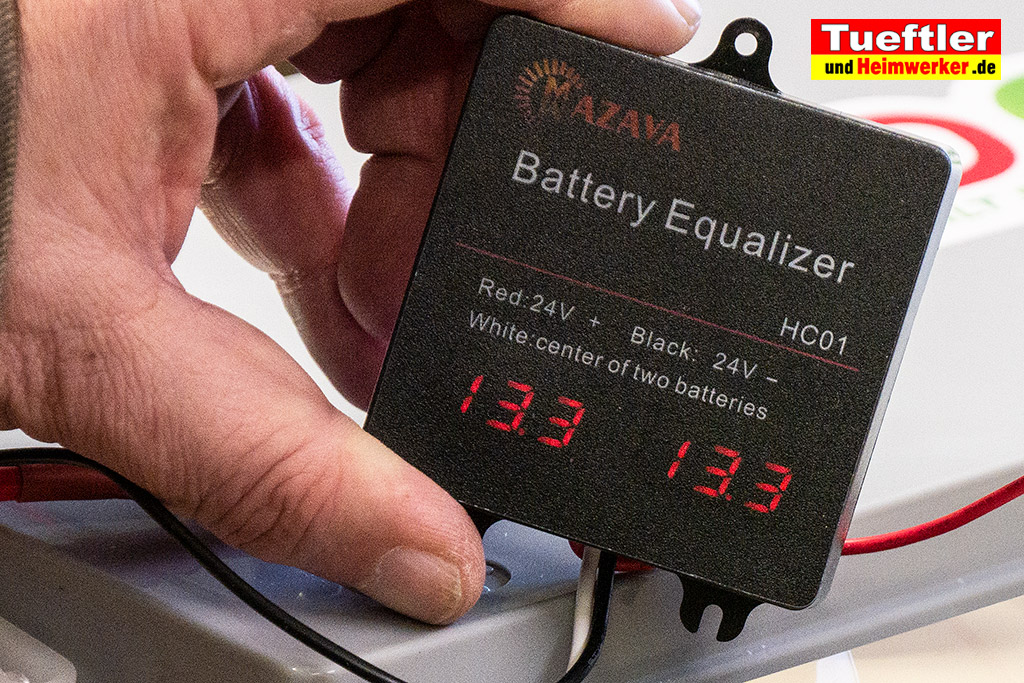 Tueftler
und Heimwerker.de
KAZAVA
Battery Equalizer
HC01
Red:24V + Black: 24V −
White:center of two batteries
13.3 13.3